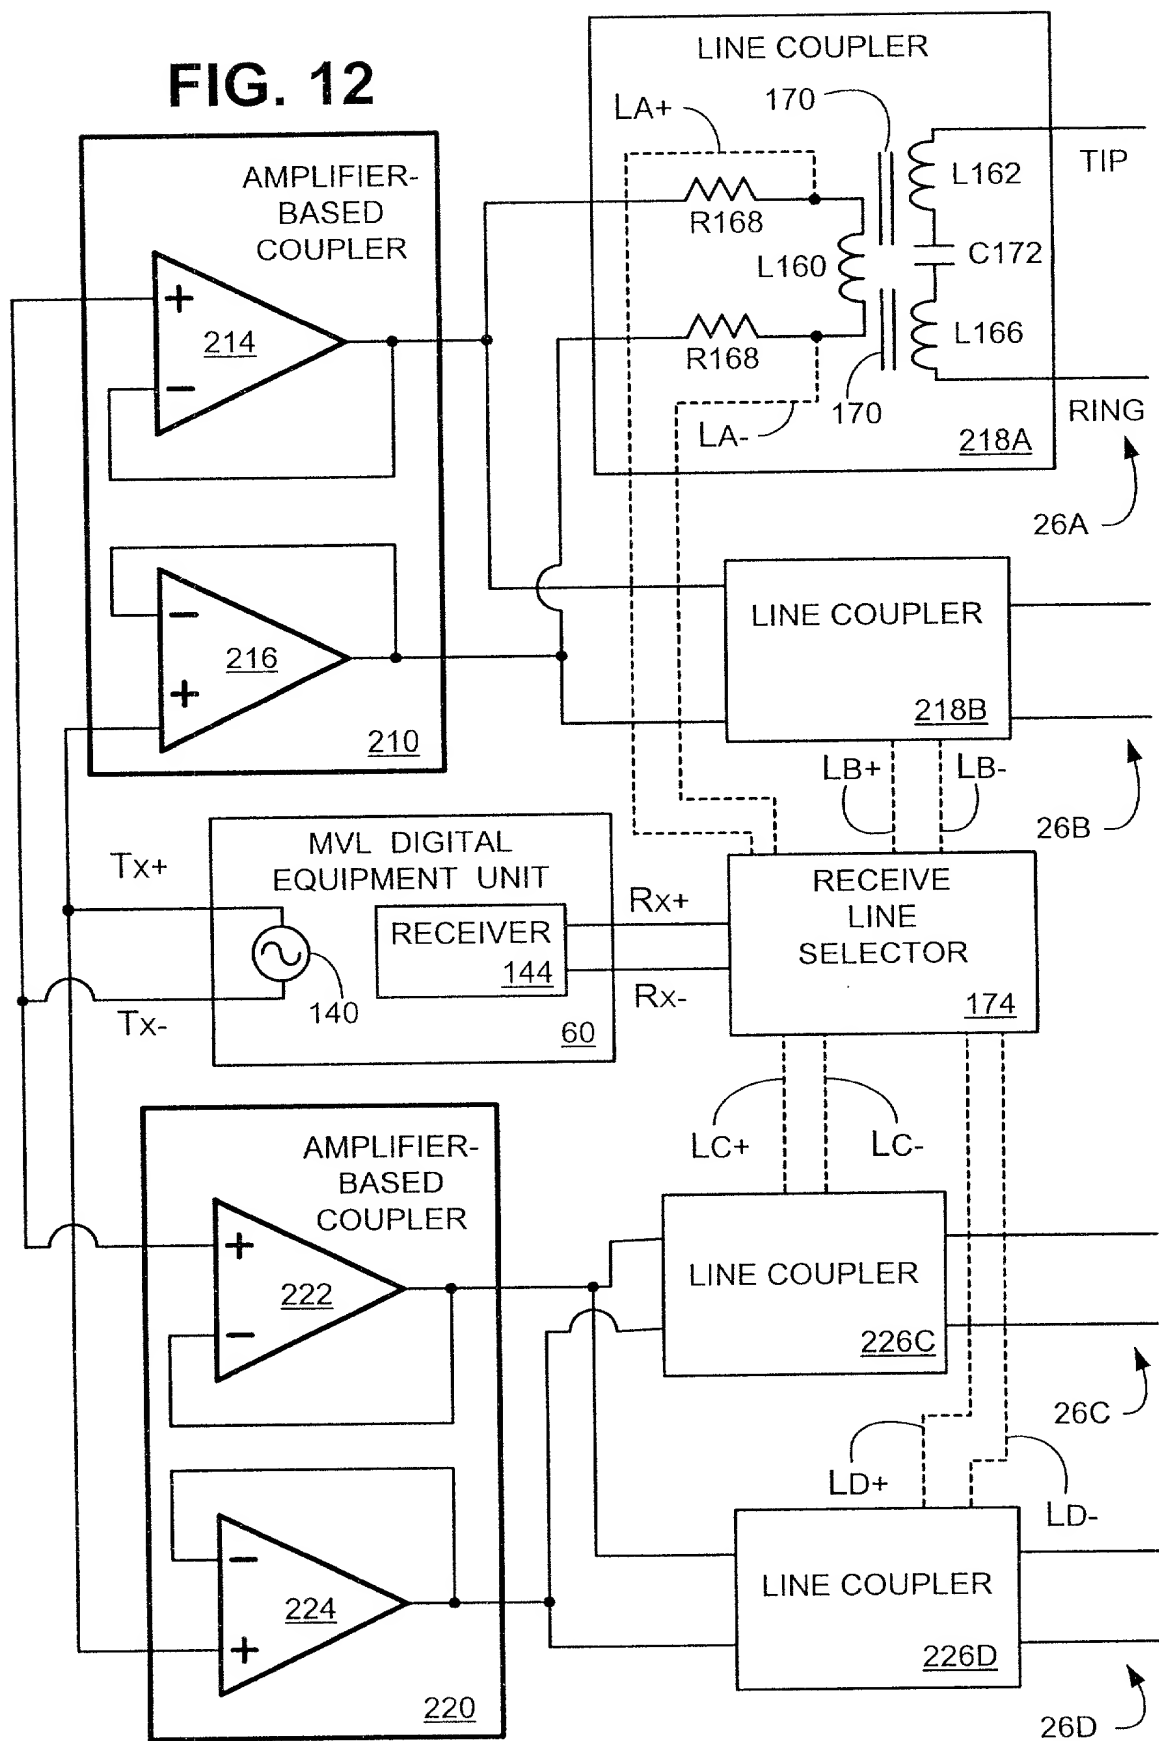 FIG. 12
LINE COUPLER
LA+
170
TIP
L162
R168
L160
C172
L166
R168
LA-
170
RING
218A
26A
AMPLIFIER-
BASED
COUPLER
+
214
−
−
216
+
210
LINE COUPLER
218B
LB+
LB-
26B
MVL DIGITAL
EQUIPMENT UNIT
Tx+
RECEIVER
144
140
Tx-
60
Rx+
Rx-
RECEIVE
LINE
SELECTOR
174
LC+
LC-
AMPLIFIER-
BASED
COUPLER
+
222
−
−
224
+
220
LINE COUPLER
226C
26C
LD+
LD-
LINE COUPLER
226D
26D